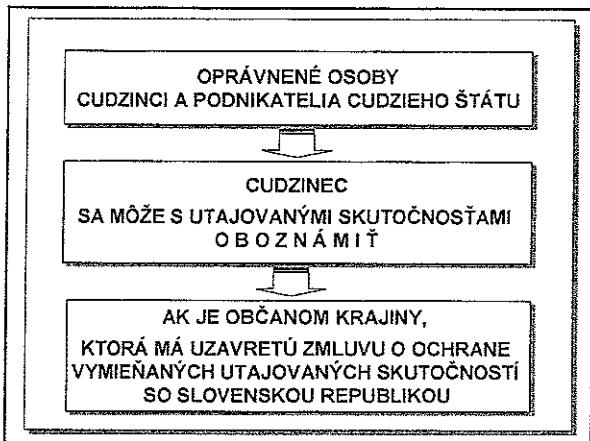 OPRÁVNENÉ OSOBY
CUDZINCI A PODNIKATELIA CUDZIEHO ŠTÁTU
CUDZINEC
SA MÔŽE S UTAJOVANÝMI SKUTOČNOSŤAMI
O B O Z N Á M I Ť
AK JE OBČANOM KRAJINY,
KTORÁ MÁ UZAVRETÚ ZMLUVU O OCHRANE
VYMIEŇANÝCH UTAJOVANÝCH SKUTOČNOSTÍ
SO SLOVENSKOU REPUBLIKOU